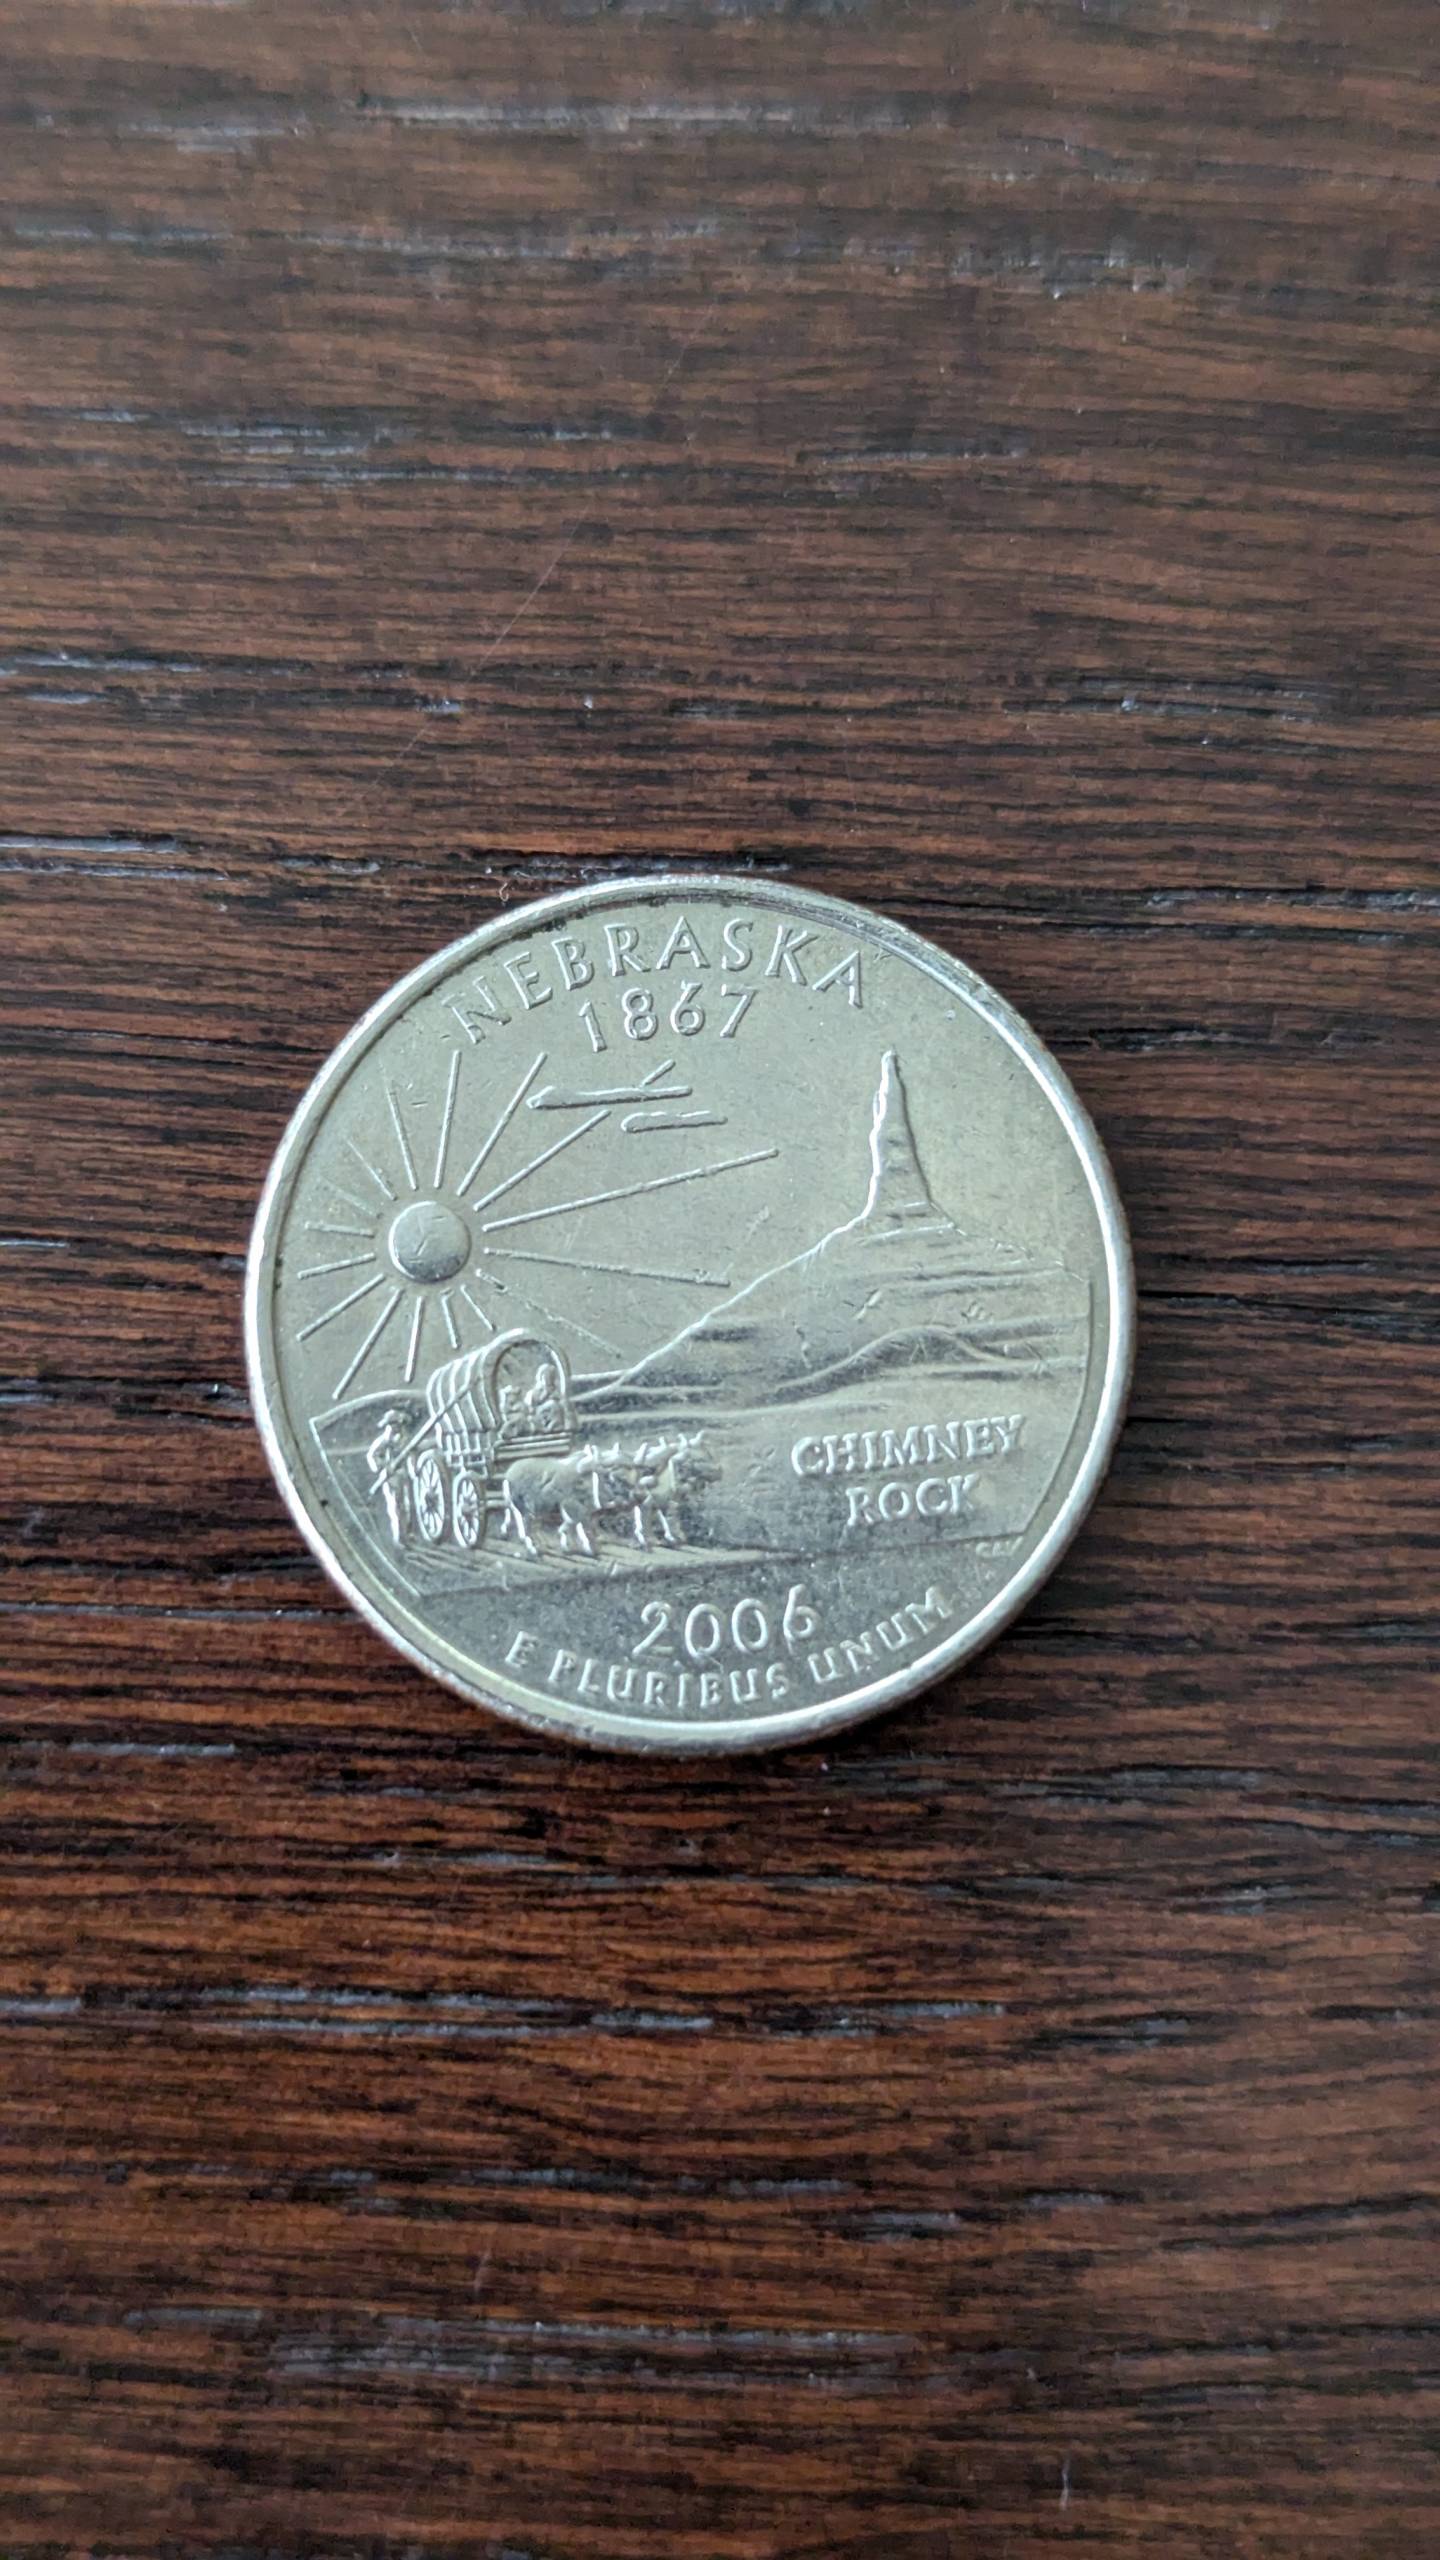 NEBRASKA
1867
CHIMNEY
ROCK
2006
E PLURIBUS UNUM